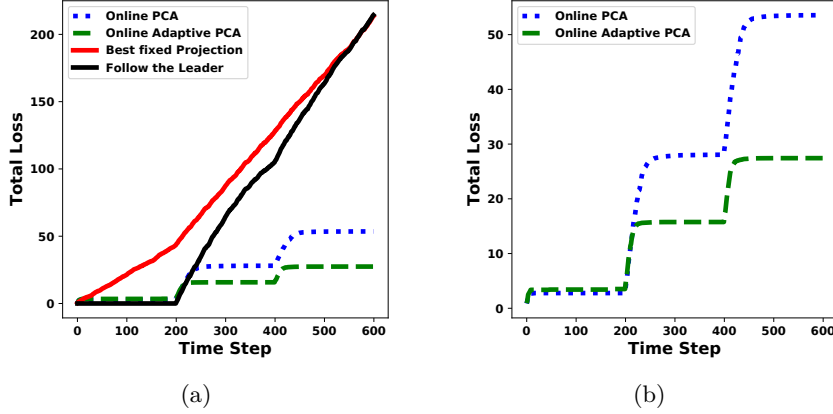 Online PCA
Online Adaptive PCA
Best fixed Projection
Follow the Leader
Total Loss
200
150
100
50
0
0 100 200 300 400 500 600
Time Step
(a)
Online PCA
Online Adaptive PCA
Total Loss
50
40
30
20
10
0
0 100 200 300 400 500 600
Time Step
(b)